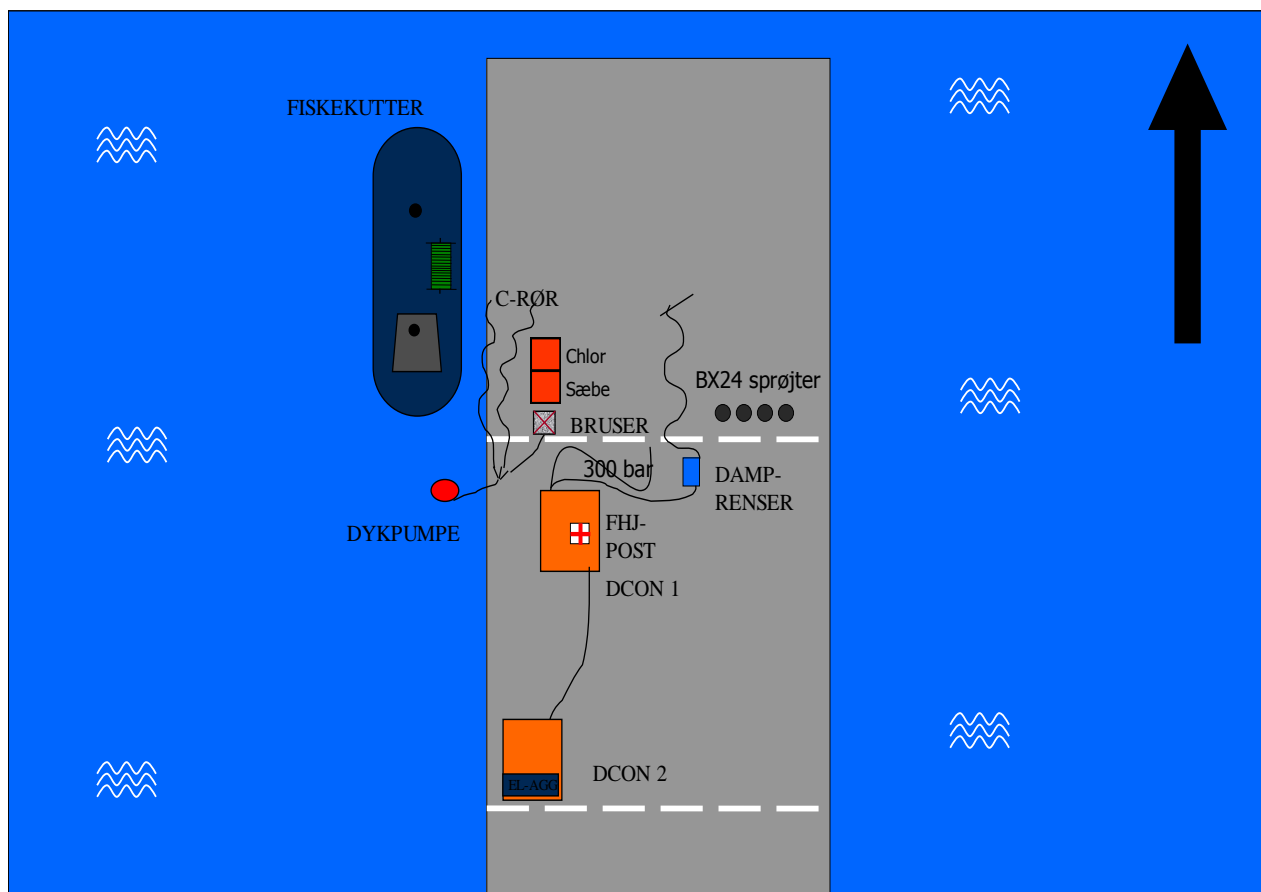 FISKEKUTTER
C-RØR
Chlor
Sæbe
BX24 sprøjter
BRUSER
300 bar
DAMP-
RENSER
DYKPUMPE
FHJ-
POST
DCON 1
DCON 2
EL-AGG